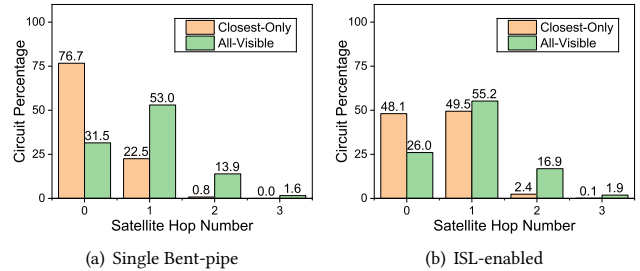 100
75
50
25
0
Circuit Percentage
Closest-Only
All-Visible
76.7
31.5
22.5
53.0
0.8
13.9
0.0
1.6
0 1 2 3
Satellite Hop Number
(a) Single Bent-pipe
100
75
50
25
0
Circuit Percentage
Closest-Only
All-Visible
48.1
26.0
49.5
55.2
2.4
16.9
0.1
1.9
0 1 2 3
Satellite Hop Number
(b) ISL-enabled